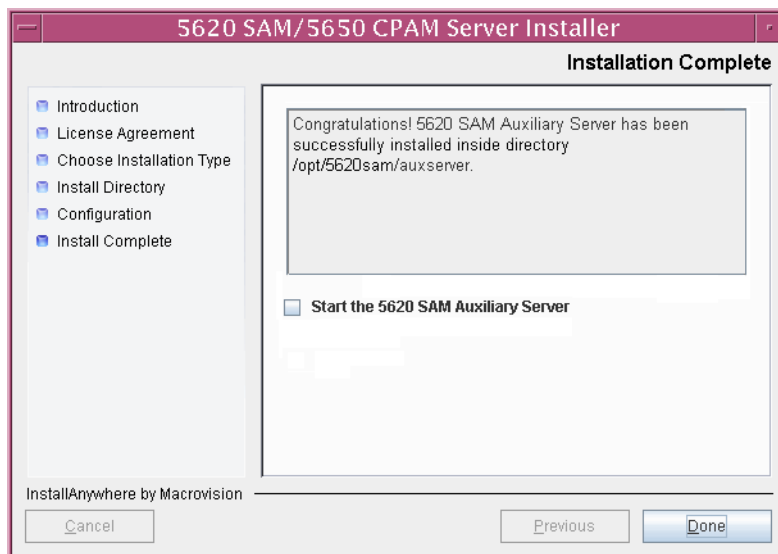 5620 SAM/5650 CPAM Server Installer
Installation Complete
Introduction
License Agreement
Choose Installation Type
Install Directory
Configuration
Install Complete
Congratulations! 5620 SAM Auxiliary Server has been
successfully installed inside directory
/opt/5620sam/auxserver.
Start the 5620 SAM Auxiliary Server
InstallAnywhere by Macrovision
Cancel
Previous
Done